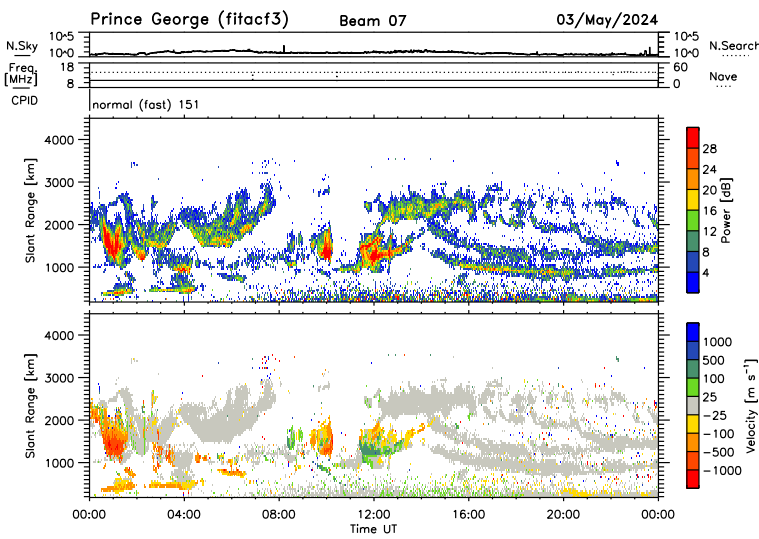 Prince George (fitacf3) Beam 07 03/May/2024
N.Sky 10^5 10^0 10^5 10^0 N.Search
Freq. [MHz] 18 8 60 0 Nave
CPID normal (fast) 151
Slant Range [km] 4000 3000 2000 1000
Power [dB] 28 24 20 16 12 8 4
Slant Range [km] 4000 3000 2000 1000
Velocity [m s⁻¹] 1000 500 100 25 −25 −100 −500 −1000
00:00 04:00 08:00 12:00 16:00 20:00 00:00
Time UT